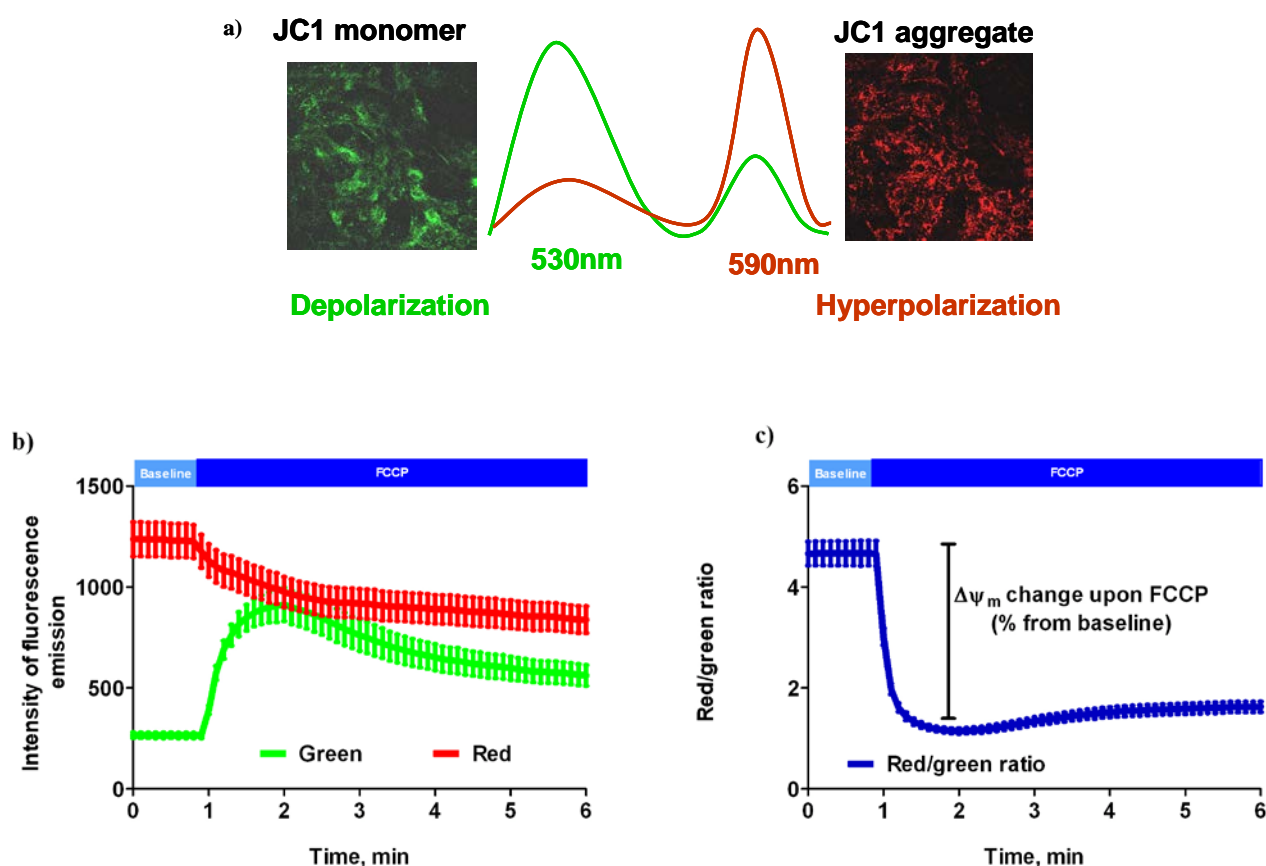 a)
JC1 monomer
JC1 aggregate
530nm
590nm
Depolarization
Hyperpolarization
b)
Baseline
FCCP
1500
1000
500
0
Intensity of fluorescence
emission
Green
Red
0 1 2 3 4 5 6
Time, min
c)
Baseline
FCCP
6
4
2
0
Red/green ratio
Δψm change upon FCCP
(% from baseline)
Red/green ratio
0 1 2 3 4 5 6
Time, min